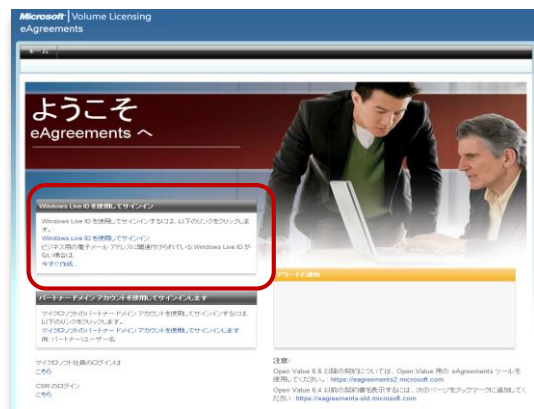 Microsoft | Volume Licensing
eAgreements
ホーム
ようこそ
eAgreements へ
Windows Live ID を使用してサインイン
Windows Live ID を使用してサインインするには、以下のリンクをクリックしま
す。
Windows Live ID を使用してサインイン
ビジネス用の電子メール アドレスに関連付けられている Windows Live ID が
ない場合は、
今すぐ作成...
アラートと通知
パートナー ドメイン アカウントを使用してサインインします
マイクロソフトのパートナー ドメイン アカウントを使用してサインインするには、
以下のリンクをクリックします。
マイクロソフトのパートナー ドメイン アカウントを使用してサインインします
例: パートナー\ユーザー名
マイクロソフト社員のログインは
こちら
CSR のログイン
こちら
注意:
Open Value 6.6 以降の契約については、Open Value 用の eAgreements ツールを
使用してください。 https://eagreements2.microsoft.com
Open Value 6.4 以前の契約書を表示するには、次のページをブックマークに追加してく
ださい: https://eagreements-old.microsoft.com